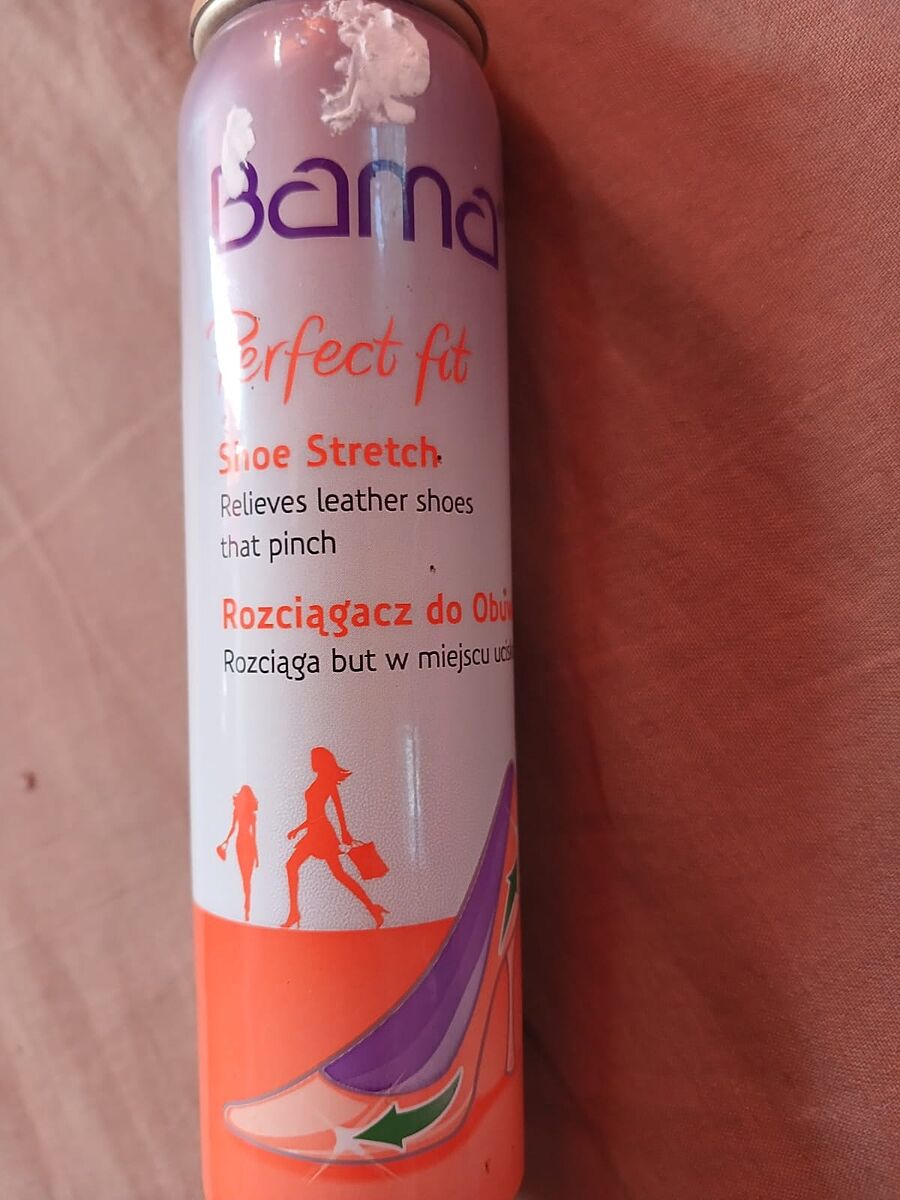 Bama
Perfect fit
Shoe Stretch
Relieves leather shoes
that pinch
Rozciągacz do
Rozciąga but w miejscu